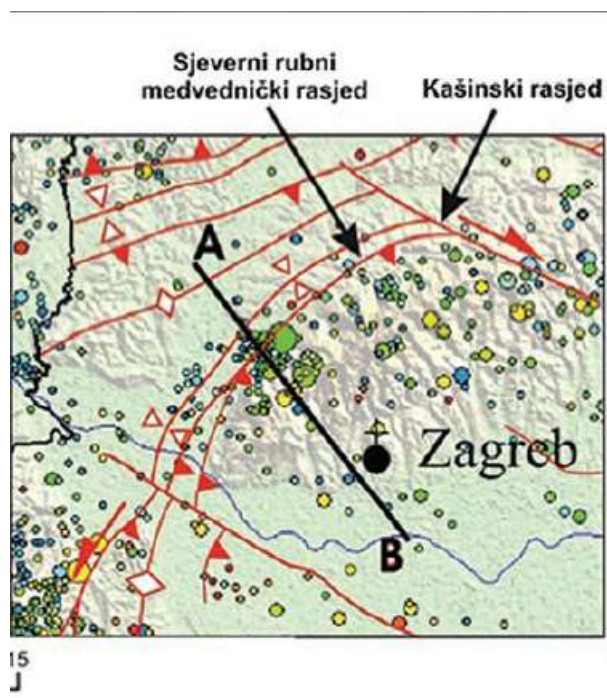 Sjeverni rubni
medvednički rasjed
Kašinski rasjed
A
Zagreb
B
15